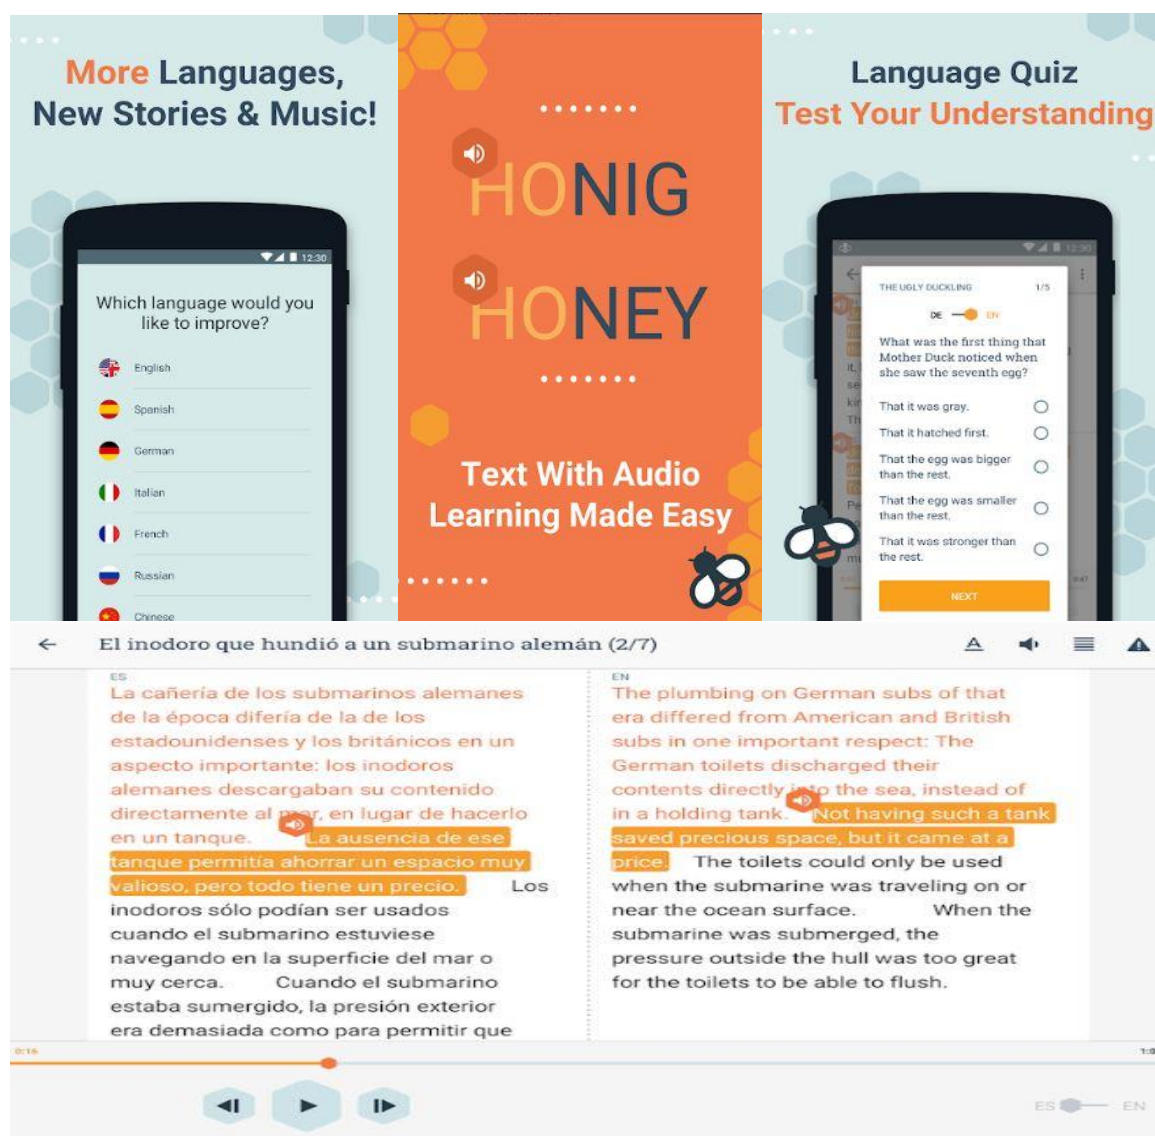 More Languages,
New Stories & Music!
12:30
Which language would you
like to improve?
English
Spanish
German
Italian
French
Russian
Chinese
HONIG
HONEY
Text With Audio
Learning Made Easy
Language Quiz
Test Your Understanding
12:30
THE UGLY DUCKLING 1/5
DE EN
What was the first thing that
Mother Duck noticed when
she saw the seventh egg?
That it was gray.
That it hatched first.
That the egg was bigger
than the rest.
That the egg was smaller
than the rest.
That it was stronger than
the rest.
NEXT
El inodoro que hundió a un submarino alemán (2/7)
ES
La cañería de los submarinos alemanes
de la época difería de la de los
estadounidenses y los británicos en un
aspecto importante: los inodoros
alemanes descargaban su contenido
directamente al mar, en lugar de hacerlo
en un tanque. La ausencia de ese
tanque permitía ahorrar un espacio muy
valioso, pero todo tiene un precio. Los
inodoros sólo podían ser usados
cuando el submarino estuviese
navegando en la superficie del mar o
muy cerca. Cuando el submarino
estaba sumergido, la presión exterior
era demasiada como para permitir que
EN
The plumbing on German subs of that
era differed from American and British
subs in one important respect: The
German toilets discharged their
contents directly into the sea, instead of
in a holding tank. Not having such a tank
saved precious space, but it came at a
price. The toilets could only be used
when the submarine was traveling on or
near the ocean surface. When the
submarine was submerged, the
pressure outside the hull was too great
for the toilets to be able to flush.
0:16
ES EN